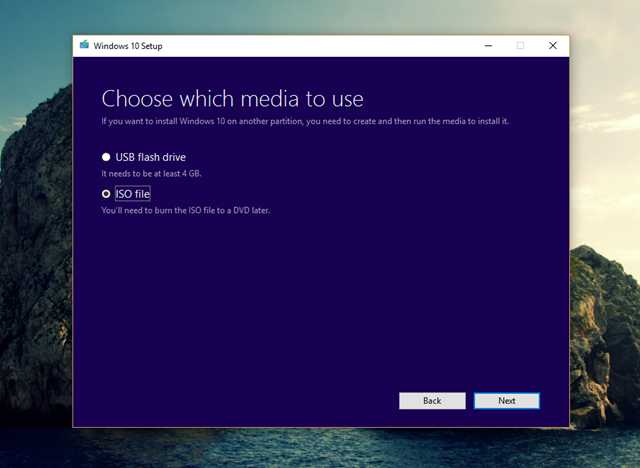 Windows 10 Setup
Choose which media to use
If you want to install Windows 10 on another partition, you need to create and then run the media to install it.
USB flash drive
It needs to be at least 4 GB.
ISO file
You'll need to burn the ISO file to a DVD later.
Back
Next